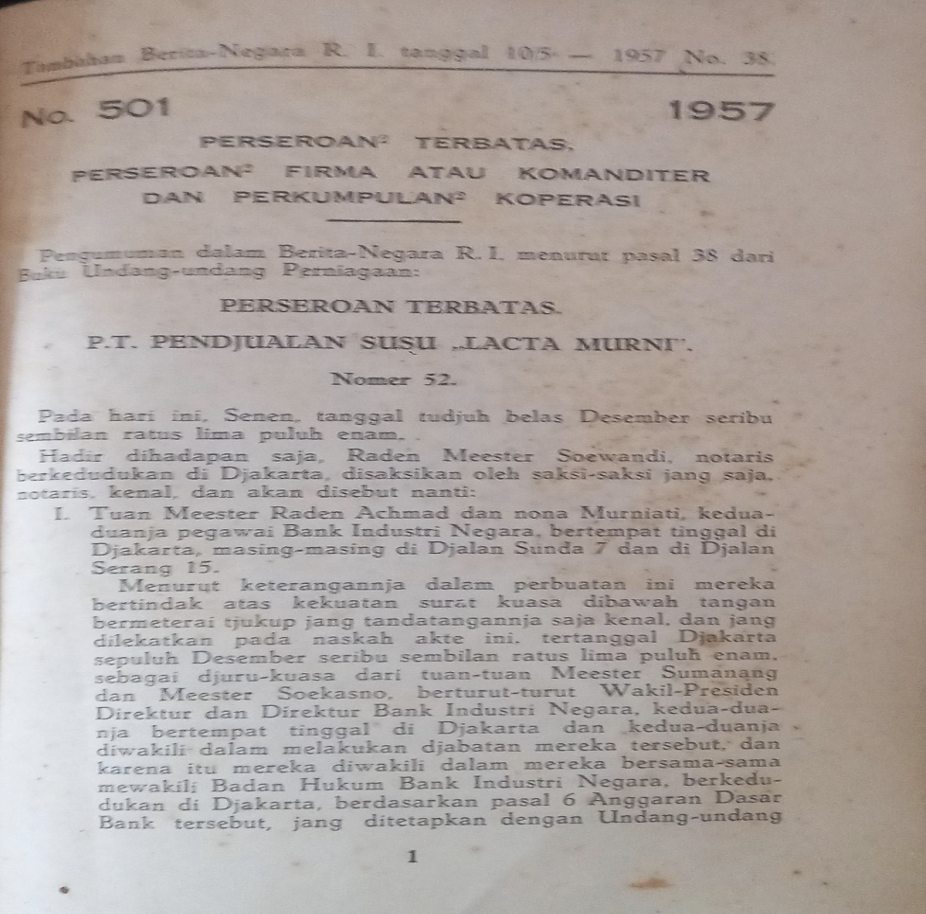 Tambahan Berita-Negara R. I. tanggal 10/5 — 1957 No. 38.
No. 501 1957
PERSEROAN² TERBATAS,
PERSEROAN² FIRMA ATAU KOMANDITER
DAN PERKUMPULAN² KOPERASI
Pengumuman dalam Berita-Negara R. I. menurut pasal 38 dari
Buku Undang-undang Perniagaan:
PERSEROAN TERBATAS.
P.T. PENDJUALAN SUSU „LACTA MURNI”.
Nomer 52.
Pada hari ini, Senen, tanggal tudjuh belas Desember seribu
sembilan ratus lima puluh enam.
Hadir dihadapan saja, Raden Meester Soewandi, notaris
berkedudukan di Djakarta, disaksikan oleh saksi-saksi jang saja,
notaris, kenal, dan akan disebut nanti:
I. Tuan Meester Raden Achmad dan nona Murniati, kedua-
duanja pegawai Bank Industri Negara, bertempat tinggal di
Djakarta, masing-masing di Djalan Sunda 7 dan di Djalan
Serang 15.
Menurut keterangannja dalam perbuatan ini mereka
bertindak atas kekuatan surat kuasa dibawah tangan
bermeterai tjukup jang tandatangannja saja kenal, dan jang
dilekatkan pada naskah akte ini, tertanggal Djakarta
sepuluh Desember seribu sembilan ratus lima puluh enam,
sebagai djuru-kuasa dari tuan-tuan Meester Sumanang
dan Meester Soekasno, berturut-turut Wakil-Presiden
Direktur dan Direktur Bank Industri Negara, kedua-dua-
nja bertempat tinggal di Djakarta dan kedua-duanja
diwakili dalam melakukan djabatan mereka tersebut, dan
karena itu mereka diwakili dalam mereka bersama-sama
mewakili Badan Hukum Bank Industri Negara, berkedu-
dukan di Djakarta, berdasarkan pasal 6 Anggaran Dasar
Bank tersebut, jang ditetapkan dengan Undang-undang
1